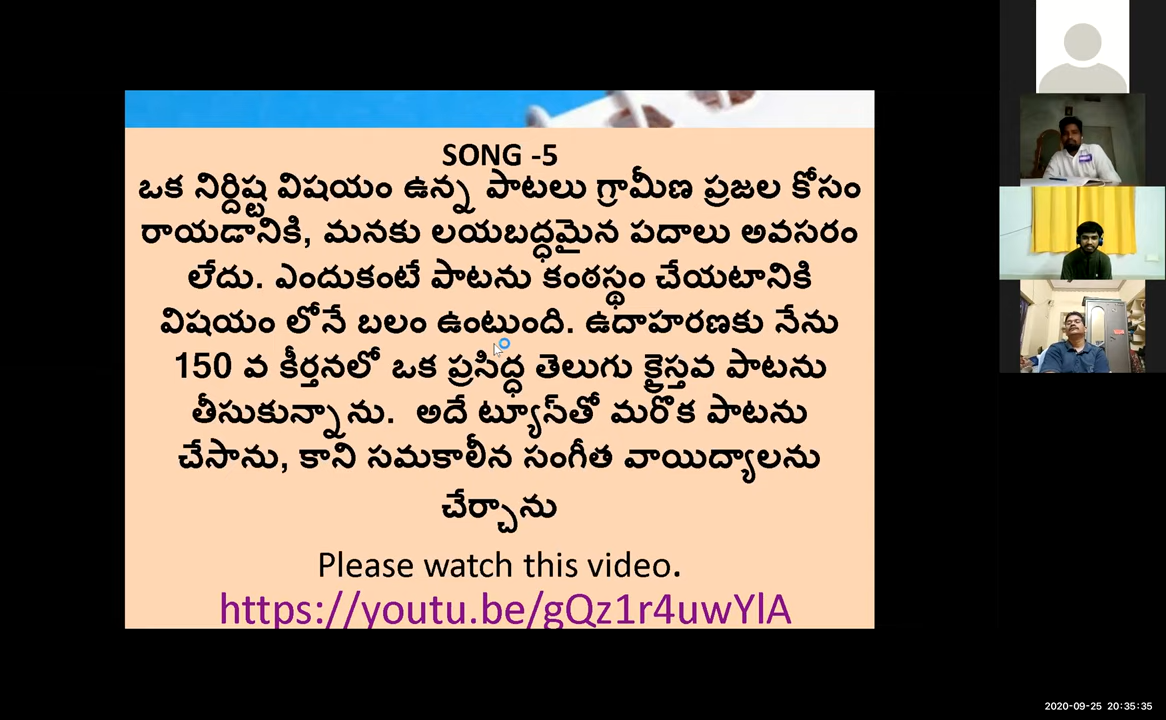 SONG -5
ఒక నిర్దిష్ట విషయం ఉన్న పాటలు గ్రామీణ ప్రజల కోసం
రాయడానికి, మనకు లయబద్ధమైన పదాలు అవసరం
లేదు. ఎందుకంటే పాటను కంఠస్థం చేయటానికి
విషయం లోనే బలం ఉంటుంది. ఉదాహరణకు నేను
150 వ కీర్తనలో ఒక ప్రసిద్ధ తెలుగు క్రైస్తవ పాటను
తీసుకున్నాను. అదే ట్యూన్‌తో మరొక పాటను
చేసాను, కాని సమకాలీన సంగీత వాయిద్యాలను
చేర్చాను
Please watch this video.
https://youtu.be/gQz1r4uwYlA
2020-09-25 20:35:35